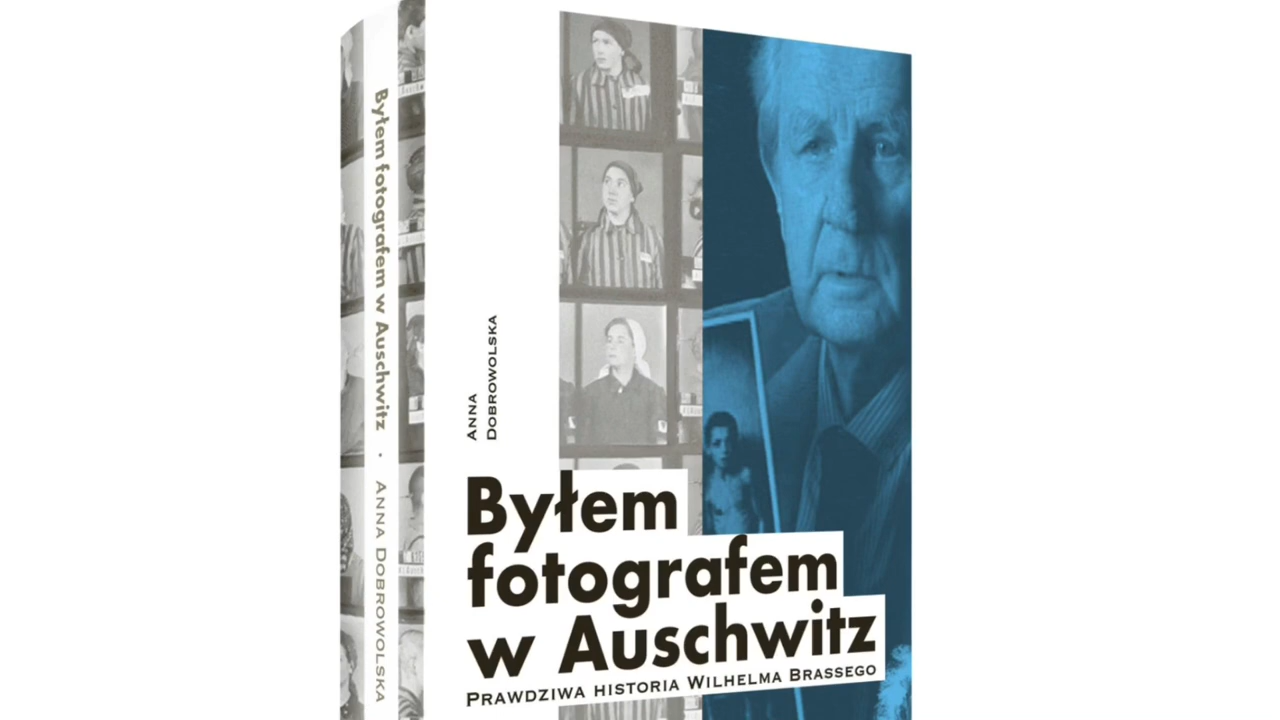 Byłem fotografem w Auschwitz · ANNA DOBROWOLSKA
ANNA
DOBROWOLSKA
Byłem
fotografem
w Auschwitz
PRAWDZIWA HISTORIA WILHELMA BRASSEGO